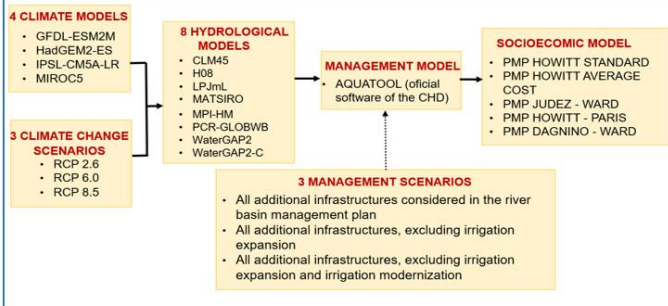 4 CLIMATE MODELS
• GFDL-ESM2M
• HadGEM2-ES
• IPSL-CM5A-LR
• MIROC5
3 CLIMATE CHANGE
SCENARIOS
• RCP 2.6
• RCP 6.0
• RCP 8.5
8 HYDROLOGICAL
MODELS
• CLM45
• H08
• LPJmL
• MATSIRO
• MPI-HM
• PCR-GLOBWB
• WaterGAP2
• WaterGAP2-C
MANAGEMENT MODEL
• AQUATOOL (oficial
software of the CHD)
SOCIOECOMIC MODEL
• PMP HOWITT STANDARD
• PMP HOWITT AVERAGE
COST
• PMP JUDEZ - WARD
• PMP HOWITT - PARIS
• PMP DAGNINO - WARD
3 MANAGEMENT SCENARIOS
• All additional infrastructures considered in the river
basin management plan
• All additional infrastructures, excluding irrigation
expansion
• All additional infrastructures, excluding irrigation
expansion and irrigation modernization